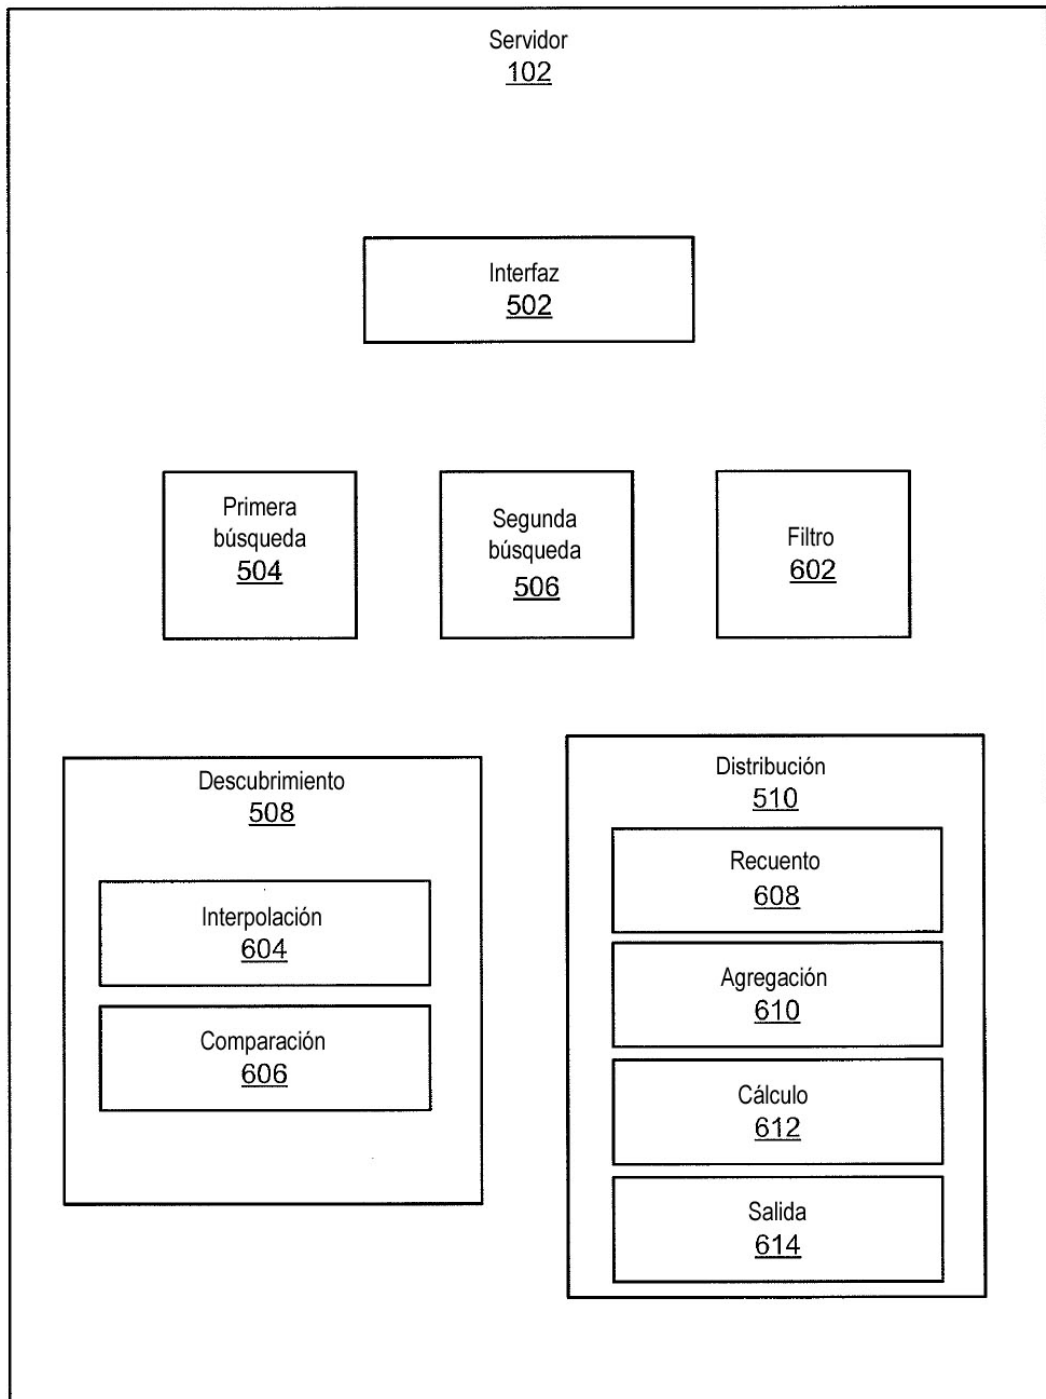 Servidor
102
Interfaz
502
Primera
búsqueda
504
Segunda
búsqueda
506
Filtro
602
Descubrimiento
508
Interpolación
604
Comparación
606
Distribución
510
Recuento
608
Agregación
610
Cálculo
612
Salida
614